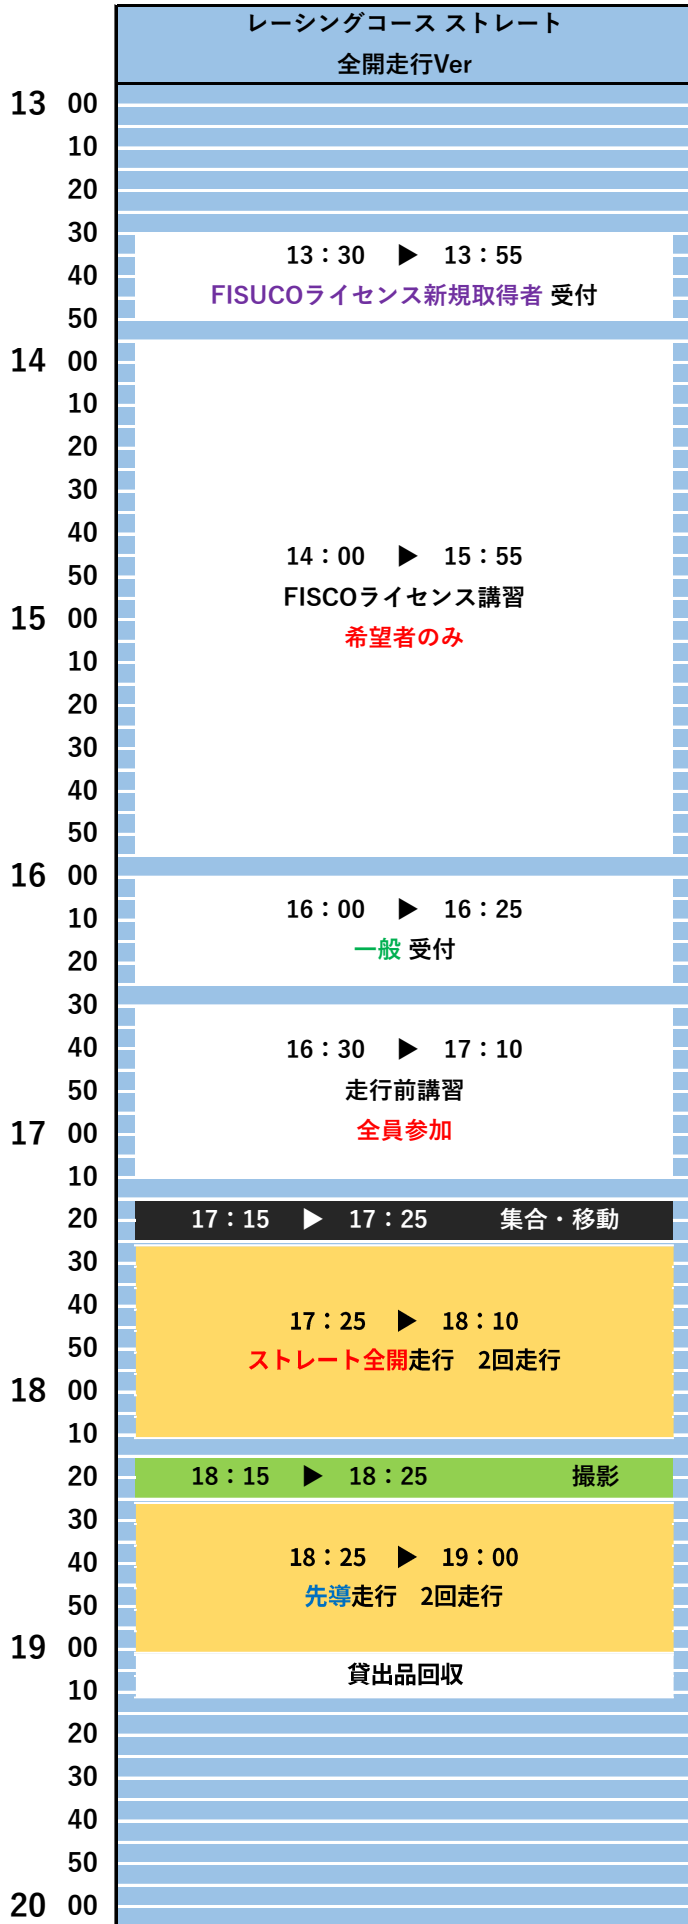 レーシングコース ストレート
全開走行Ver
13 00
10
20
30
13：30 ▶ 13：55
40
FISUCOライセンス新規取得者 受付
50
14 00
10
20
30
40
14：00 ▶ 15：55
50
FISCOライセンス講習
15 00
希望者のみ
10
20
30
40
50
16 00
16：00 ▶ 16：25
10
一般 受付
20
30
40
16：30 ▶ 17：10
50
走行前講習
17 00
全員参加
10
20 17：15 ▶ 17：25 集合・移動
30
40
17：25 ▶ 18：10
50
ストレート全開走行 2回走行
18 00
10
20 18：15 ▶ 18：25 撮影
30
40
18：25 ▶ 19：00
50
先導走行 2回走行
19 00
貸出品回収
10
20
30
40
50
20 00